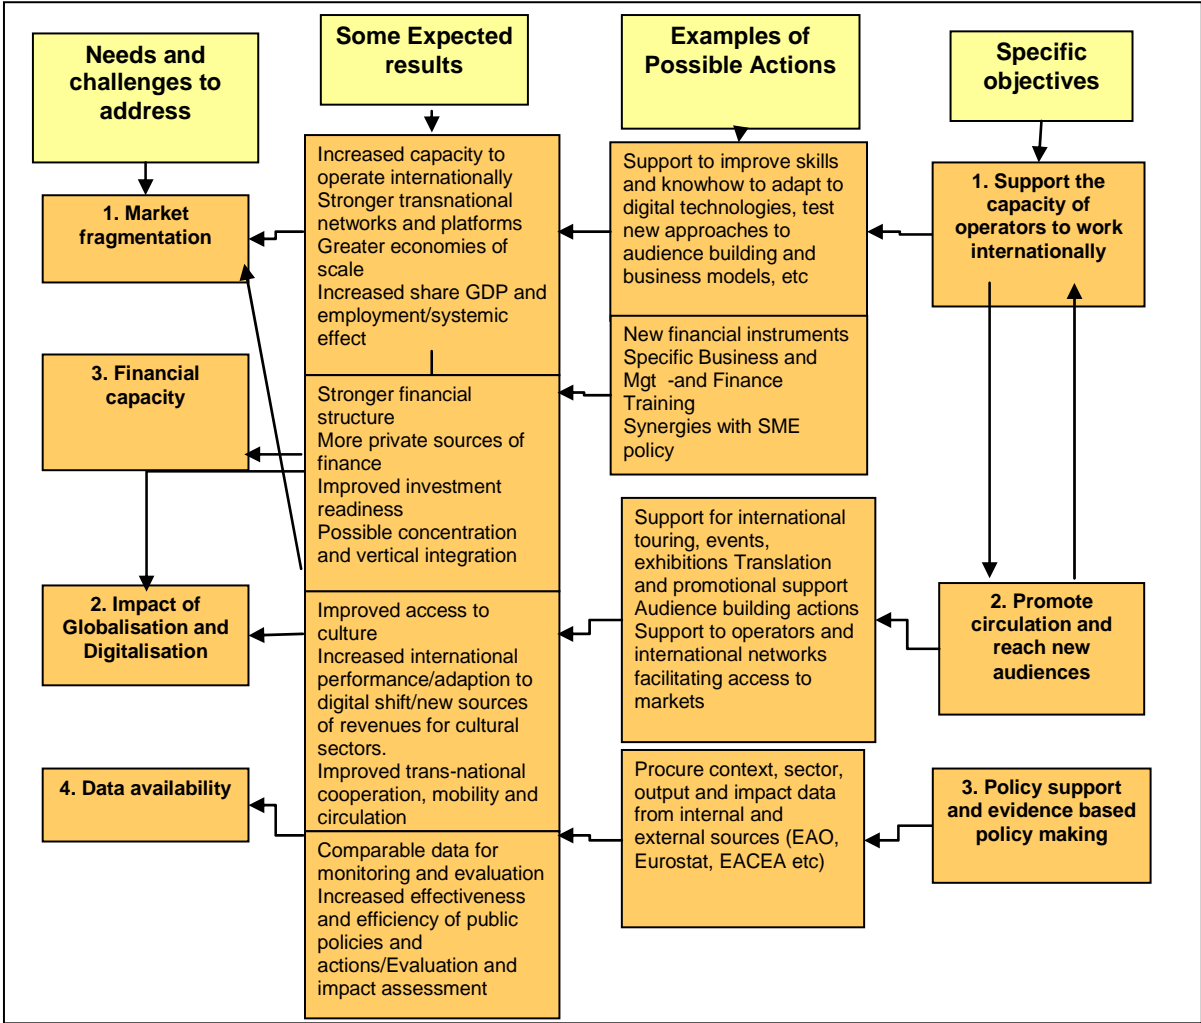 Needs and
challenges to
address
Some Expected
results
Examples of
Possible Actions
Specific
objectives
1. Market
fragmentation
3. Financial
capacity
2. Impact of
Globalisation and
Digitalisation
4. Data availability
Increased capacity to
operate internationally
Stronger transnational
networks and platforms
Greater economies of
scale
Increased share GDP and
employment/systemic
effect
Stronger financial
structure
More private sources of
finance
Improved investment
readiness
Possible concentration
and vertical integration
Improved access to
culture
Increased international
performance/adaption to
digital shift/new sources
of revenues for cultural
sectors.
Improved trans-national
cooperation, mobility and
circulation
Comparable data for
monitoring and evaluation
Increased effectiveness
and efficiency of public
policies and
actions/Evaluation and
impact assessment
Support to improve skills
and knowhow to adapt to
digital technologies, test
new approaches to
audience building and
business models, etc
New financial instruments
Specific Business and
Mgt -and Finance
Training
Synergies with SME
policy
Support for international
touring, events,
exhibitions Translation
and promotional support
Audience building actions
Support to operators and
international networks
facilitating access to
markets
Procure context, sector,
output and impact data
from internal and
external sources (EAO,
Eurostat, EACEA etc)
1. Support the
capacity of
operators to work
internationally
2. Promote
circulation and
reach new
audiences
3. Policy support
and evidence based
policy making